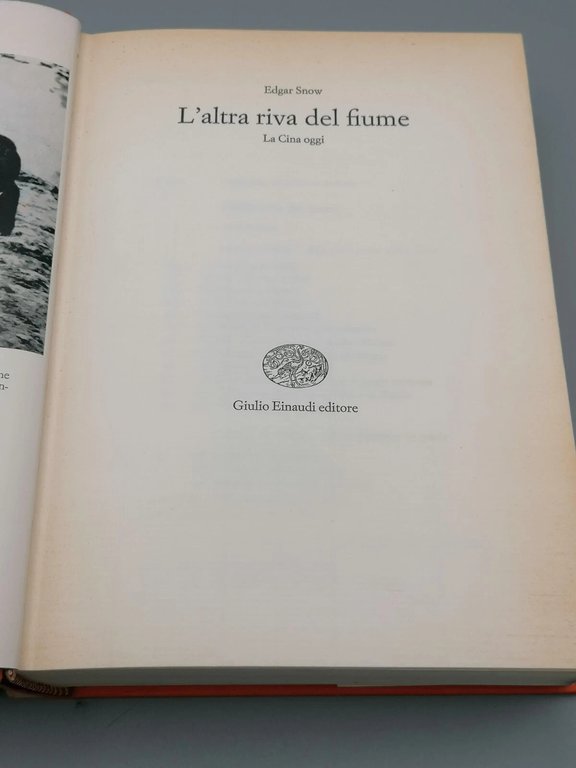 Edgar Snow
L'altra riva del fiume
La Cina oggi
Giulio Einaudi editore